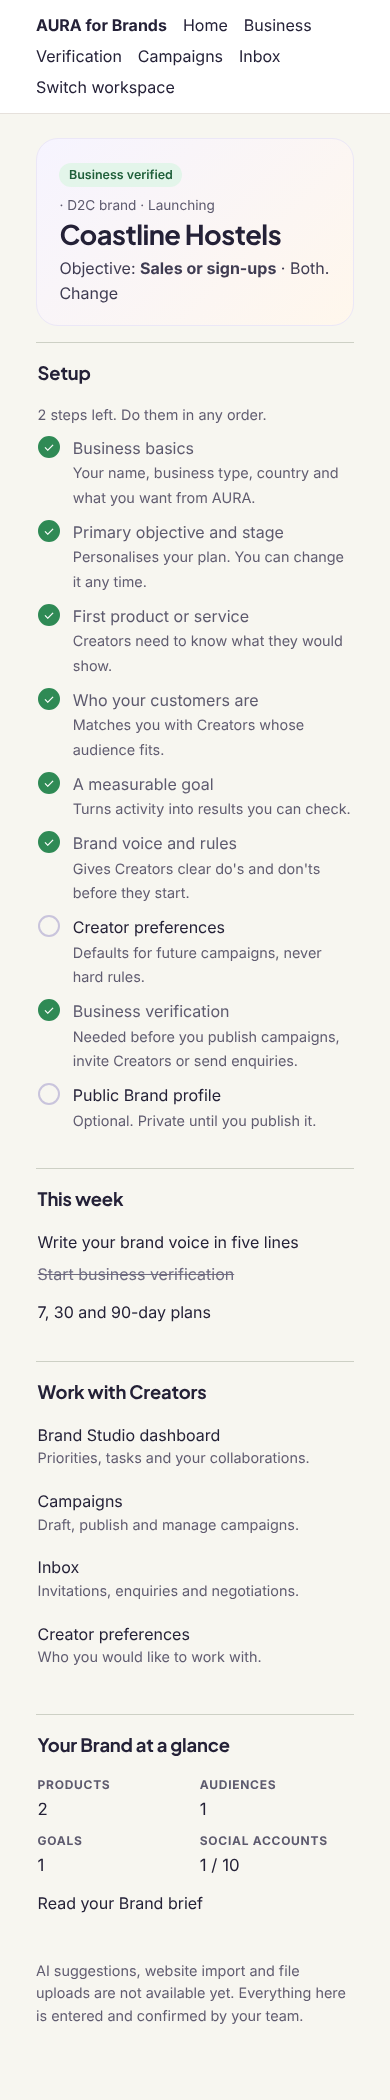 AURA for Brands Home Business
Verification Campaigns Inbox
Switch workspace
Business verified
· D2C brand · Launching
Coastline Hostels
Objective: Sales or sign-ups · Both.
Change
Setup
2 steps left. Do them in any order.
Business basics
Your name, business type, country and
what you want from AURA.
Primary objective and stage
Personalises your plan. You can change
it any time.
First product or service
Creators need to know what they would
show.
Who your customers are
Matches you with Creators whose
audience fits.
A measurable goal
Turns activity into results you can check.
Brand voice and rules
Gives Creators clear do's and don'ts
before they start.
Creator preferences
Defaults for future campaigns, never
hard rules.
Business verification
Needed before you publish campaigns,
invite Creators or send enquiries.
Public Brand profile
Optional. Private until you publish it.
This week
Write your brand voice in five lines
Start business verification
7, 30 and 90-day plans
Work with Creators
Brand Studio dashboard
Priorities, tasks and your collaborations.
Campaigns
Draft, publish and manage campaigns.
Inbox
Invitations, enquiries and negotiations.
Creator preferences
Who you would like to work with.
Your Brand at a glance
PRODUCTS AUDIENCES
2 1
GOALS SOCIAL ACCOUNTS
1 1 / 10
Read your Brand brief
AI suggestions, website import and file
uploads are not available yet. Everything here
is entered and confirmed by your team.